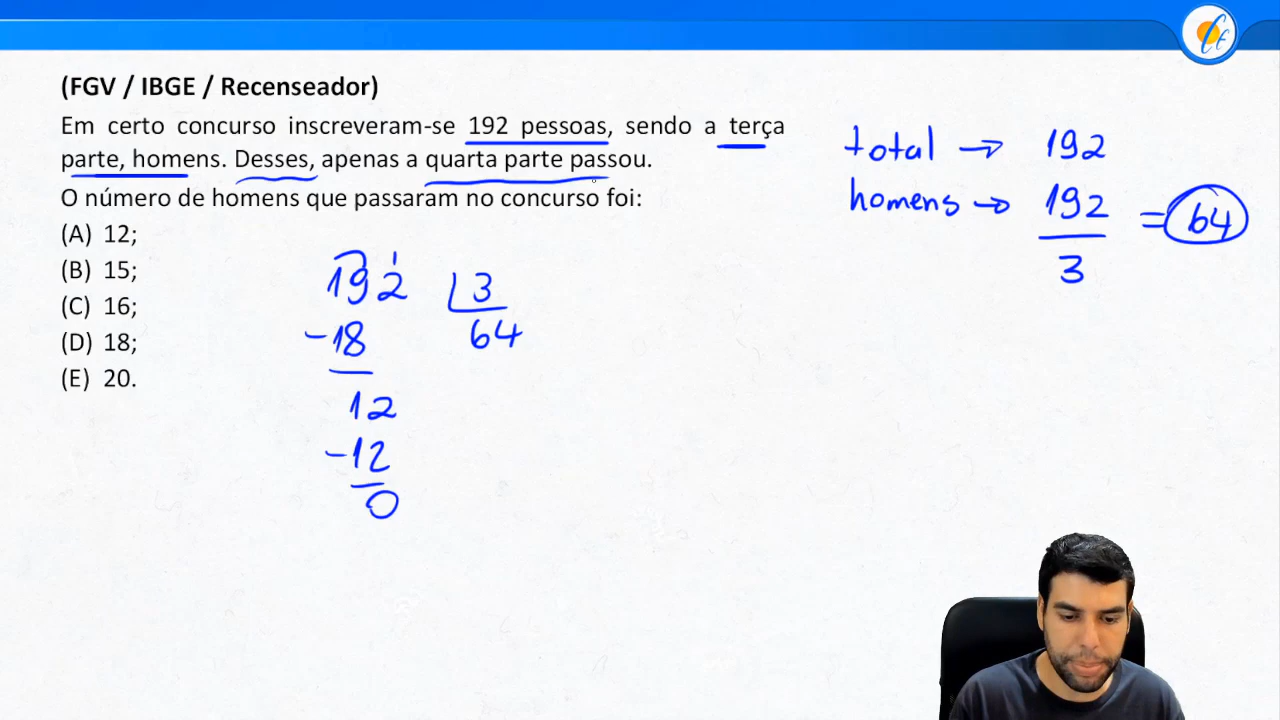 (FGV / IBGE / Recenseador)
Em certo concurso inscreveram-se 192 pessoas, sendo a terça
parte, homens. Desses, apenas a quarta parte passou.
O número de homens que passaram no concurso foi:
(A) 12;
(B) 15;
(C) 16;
(D) 18;
(E) 20.
192 3
-18 64
12
-12
0
total → 192
homens → 192 = 64
3
CE